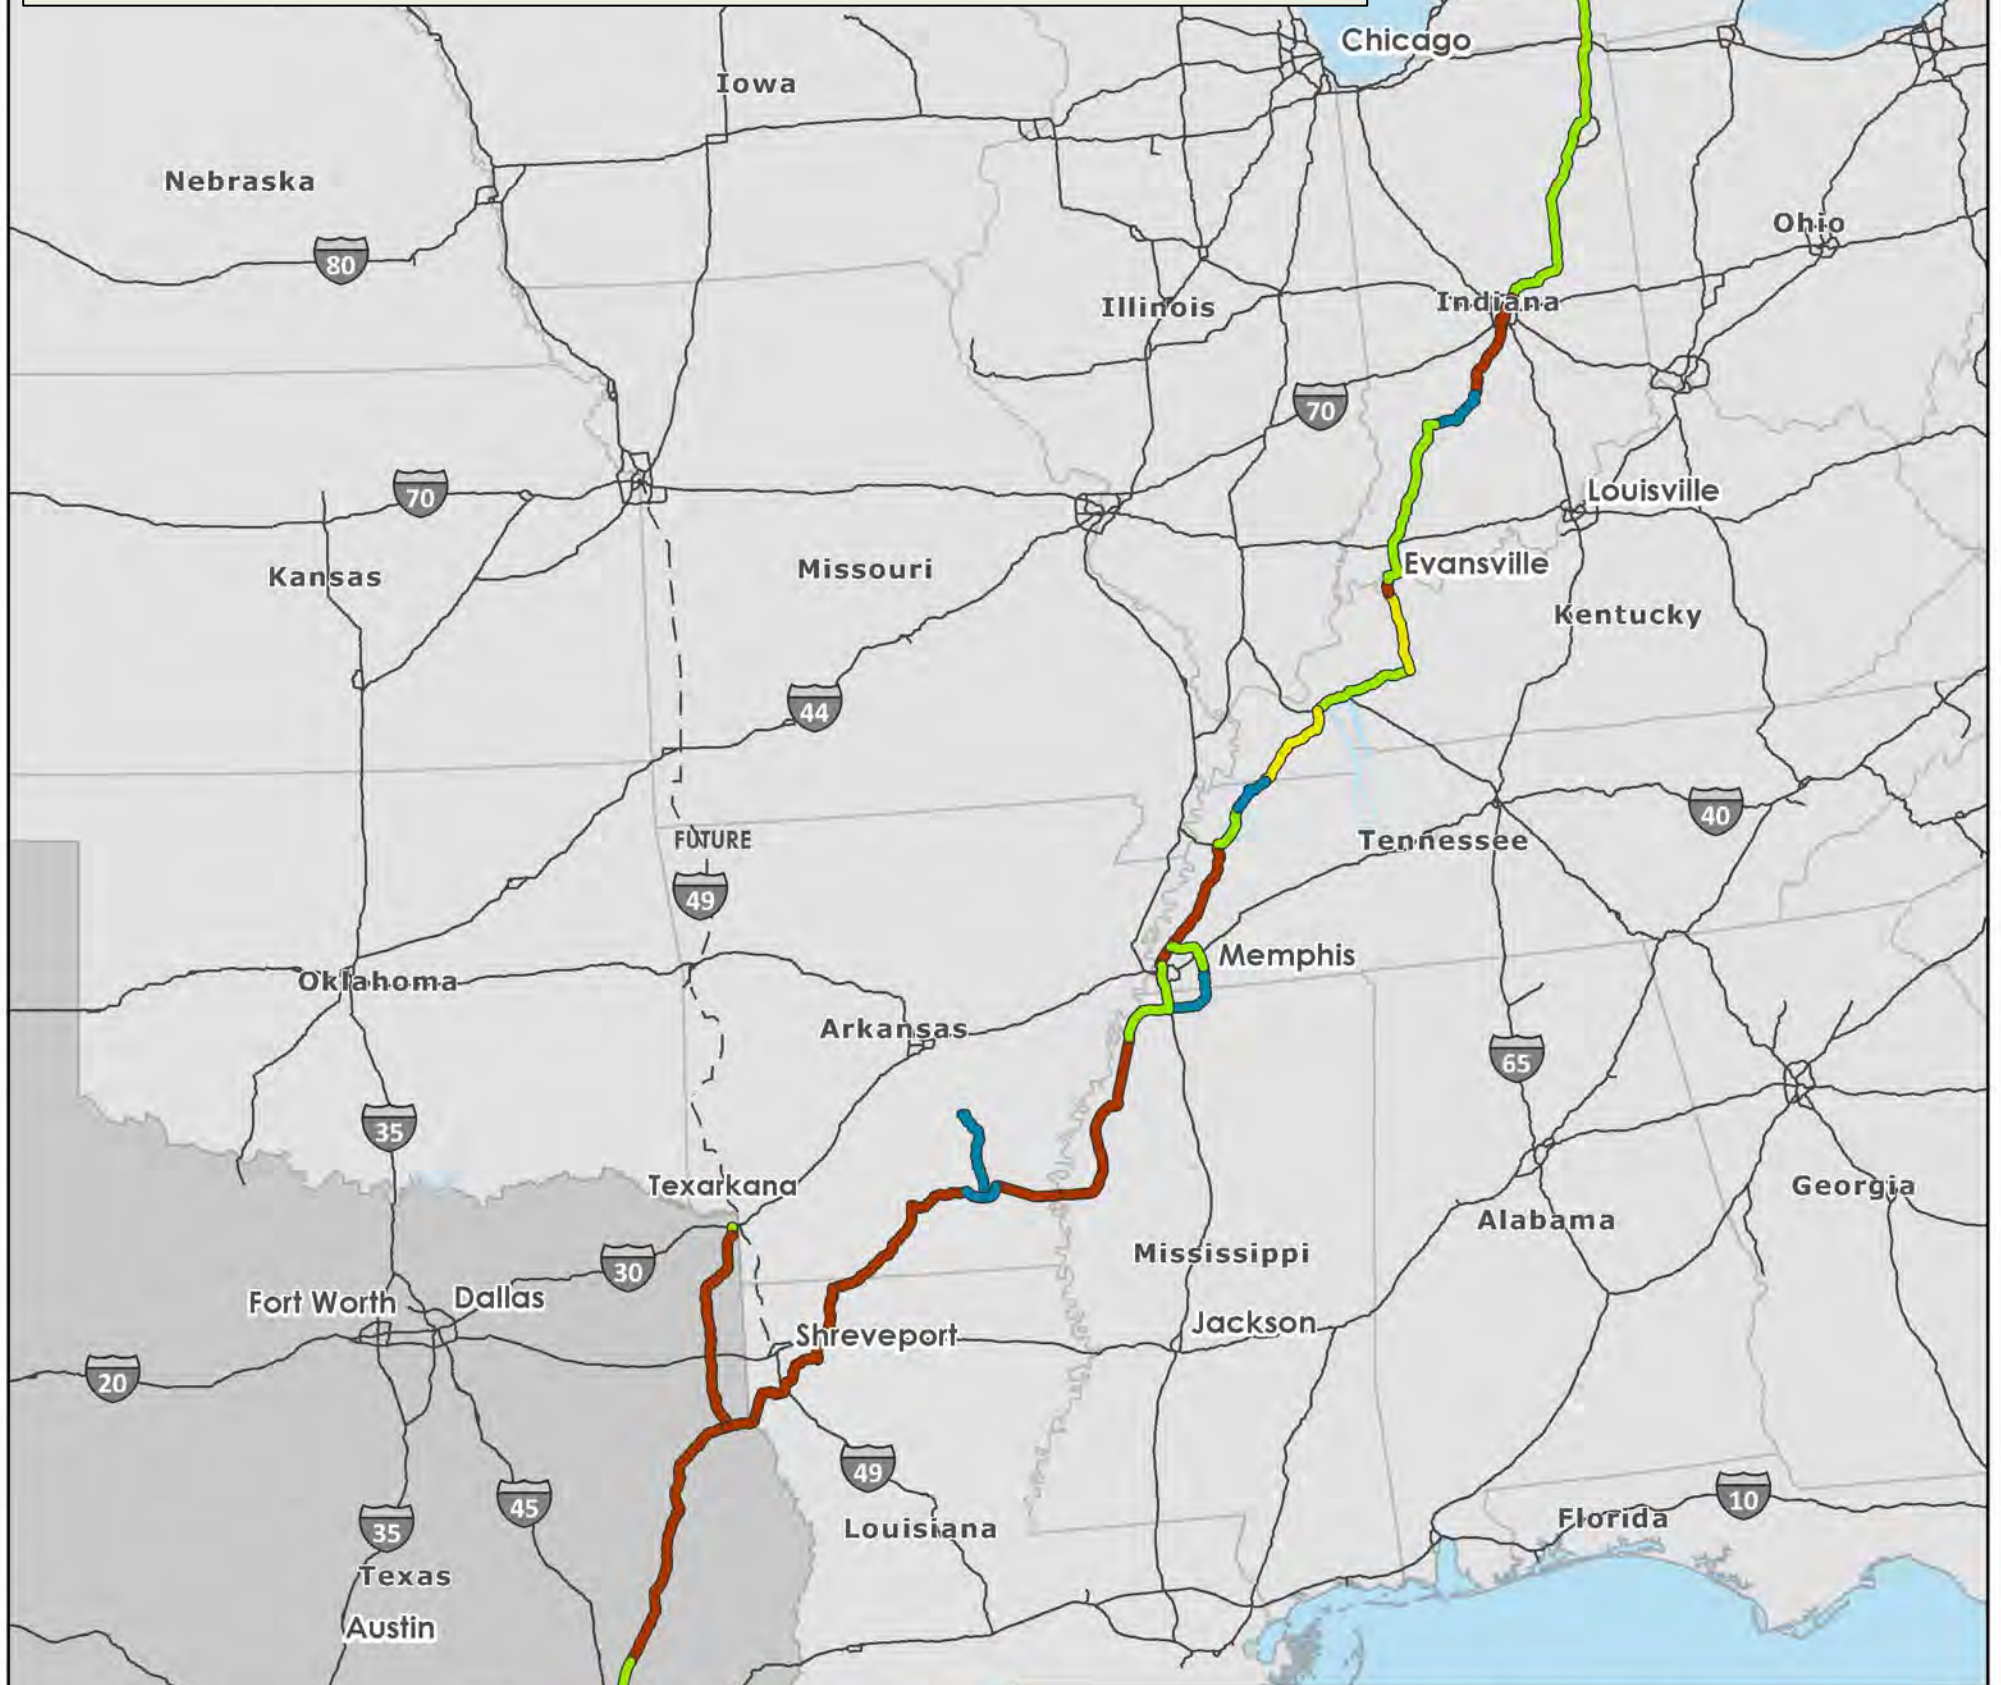 Chicago
Iowa
Nebraska
Ohio
80
Illinois
Indiana
70
70
Louisville
Evansville
Missouri
Kansas
Kentucky
44
40
FUTURE
Tennessee
49
Memphis
Oklahoma
Arkansas
65
35
Texarkana
Georgia
Alabama
Mississippi
30
Fort Worth
Dallas
Jackson
Shreveport
20
49
45
10
Florida
35
Louisiana
Texas
Austin